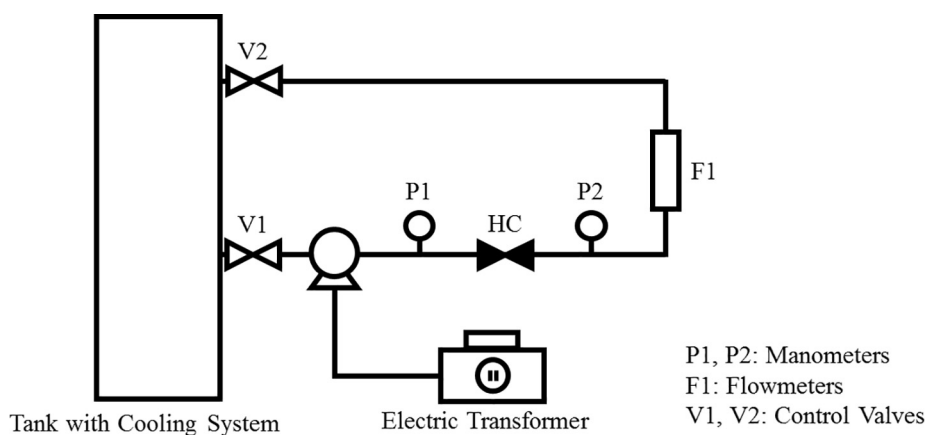 V2
F1
P1
P2
HC
V1
P1, P2: Manometers
F1: Flowmeters
V1, V2: Control Valves
Tank with Cooling System
Electric Transformer